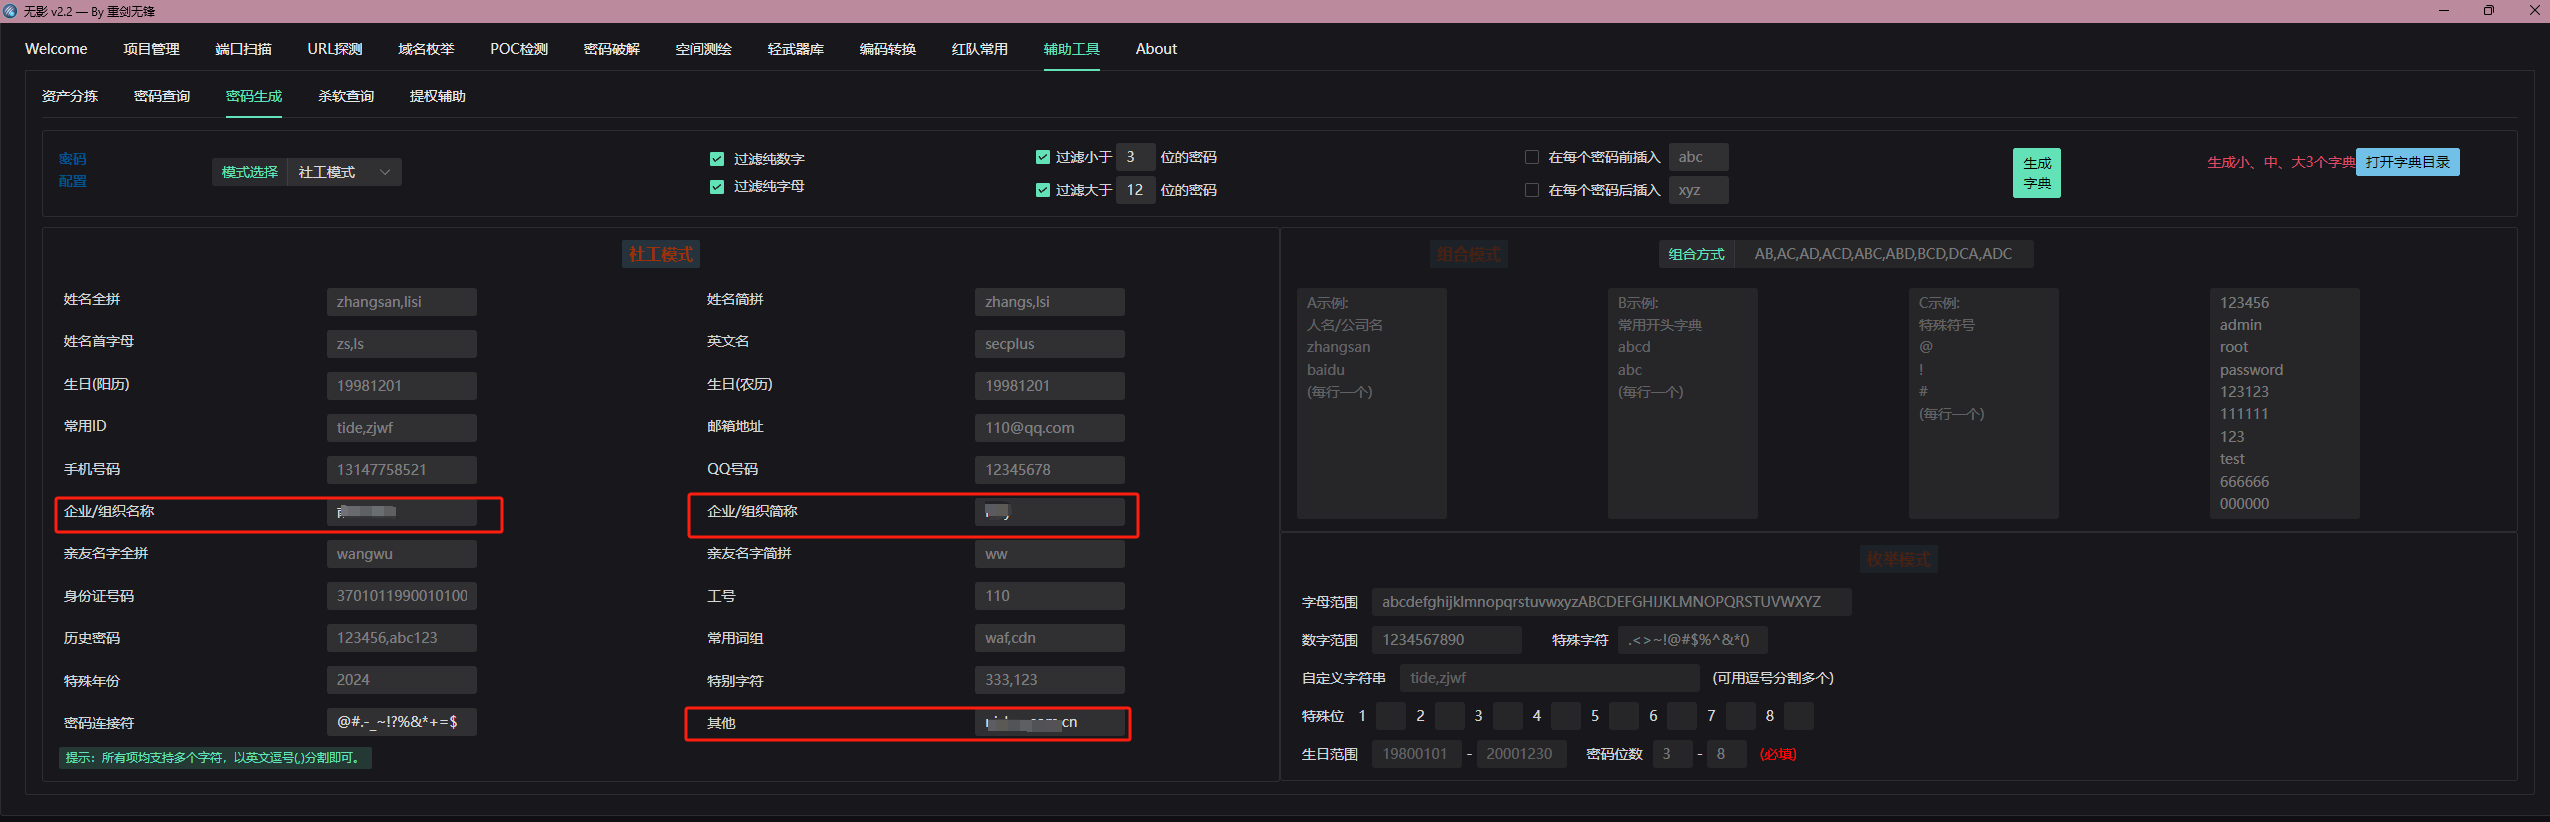 无影 v2.2 — By 重剑无锋
Welcome 项目管理 端口扫描 URL探测 域名枚举 POC检测 密码破解 空间测绘 轻武器库 编码转换 红队常用 辅助工具 About
资产分拣 密码查询 密码生成 杀软查询 提权辅助
密码
配置
模式选择 社工模式
过滤纯数字
过滤纯字母
过滤小于 3 位的密码
过滤大于 12 位的密码
在每个密码前插入 abc
在每个密码后插入 xyz
生成
字典
生成小、中、大3个字典 打开字典目录
社工模式
姓名全拼 zhangsan,lisi 姓名简拼 zhangs,lsi
姓名首字母 zs,ls 英文名 secplus
生日(阳历) 19981201 生日(农历) 19981201
常用ID tide,zjwf 邮箱地址 110@qq.com
手机号码 13147758521 QQ号码 12345678
企业/组织名称 企业/组织简称
亲友名字全拼 wangwu 亲友名字简拼 ww
身份证号码 3701011990010100 工号 110
历史密码 123456,abc123 常用词组 waf,cdn
特殊年份 2024 特别字符 333,123
密码连接符 @#.-_~!?%&*+=$ 其他
提示：所有项均支持多个字符，以英文逗号(,)分割即可。
组合模式 组合方式 AB,AC,AD,ACD,ABC,ABD,BCD,DCA,ADC
A示例:
人名/公司名
zhangsan
baidu
(每行一个)
B示例:
常用开头字典
abcd
abc
(每行一个)
C示例:
特殊符号
@
!
#
(每行一个)
123456
admin
root
password
123123
111111
123
test
666666
000000
枚举模式
字母范围 abcdefghijklmnopqrstuvwxyzABCDEFGHIJKLMNOPQRSTUVWXYZ
数字范围 1234567890 特殊字符 .<>~!@#$%^&*()
自定义字符串 tide,zjwf (可用逗号分割多个)
特殊位 1 2 3 4 5 6 7 8
生日范围 19800101 - 20001230 密码位数 3 - 8 (必填)